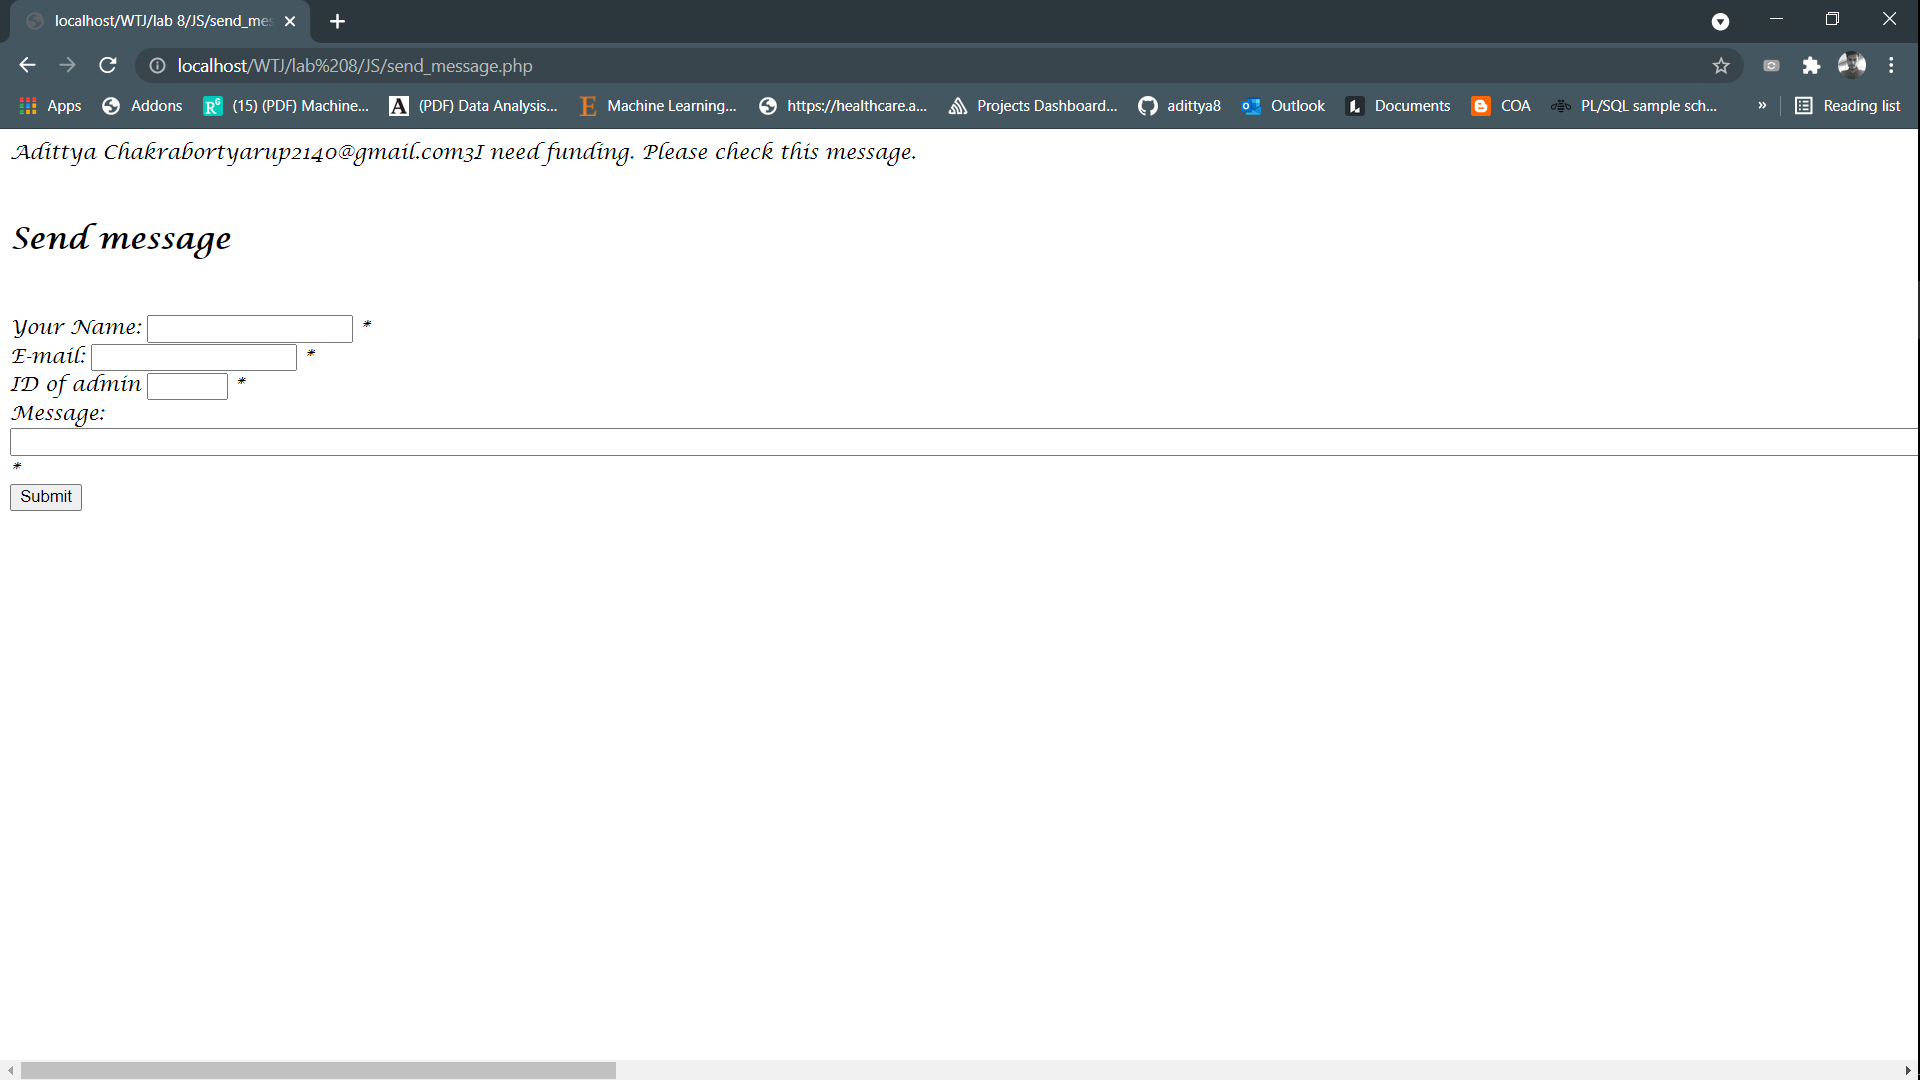 localhost/WTJ/lab 8/JS/send_mes
localhost/WTJ/lab%208/JS/send_message.php
Apps Addons (15) (PDF) Machine... (PDF) Data Analysis... Machine Learning... https://healthcare.a... Projects Dashboard... adittya8 Outlook Documents COA PL/SQL sample sch... » Reading list
Adittya Chakrabortyarup2140@gmail.com3I need funding. Please check this message.
Send message
Your Name: *
E-mail: *
ID of admin *
Message:
*
Submit